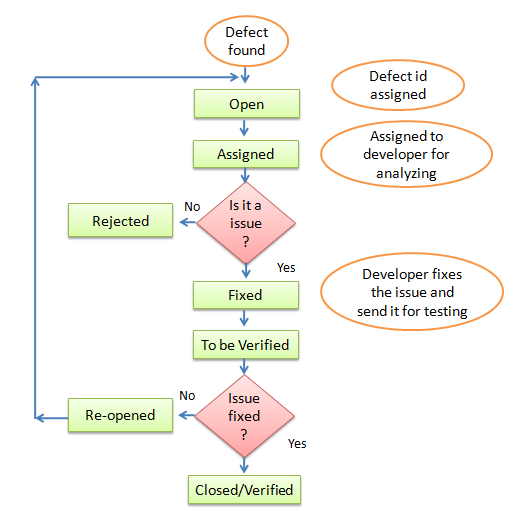 Defect
found
Defect id
assigned
Open
Assigned to
developer for
analyzing
Assigned
Is it a
issue
?
No
Rejected
Yes
Developer fixes
the issue and
send it for testing
Fixed
To be Verified
Issue
fixed
?
No
Re-opened
Yes
Closed/Verified